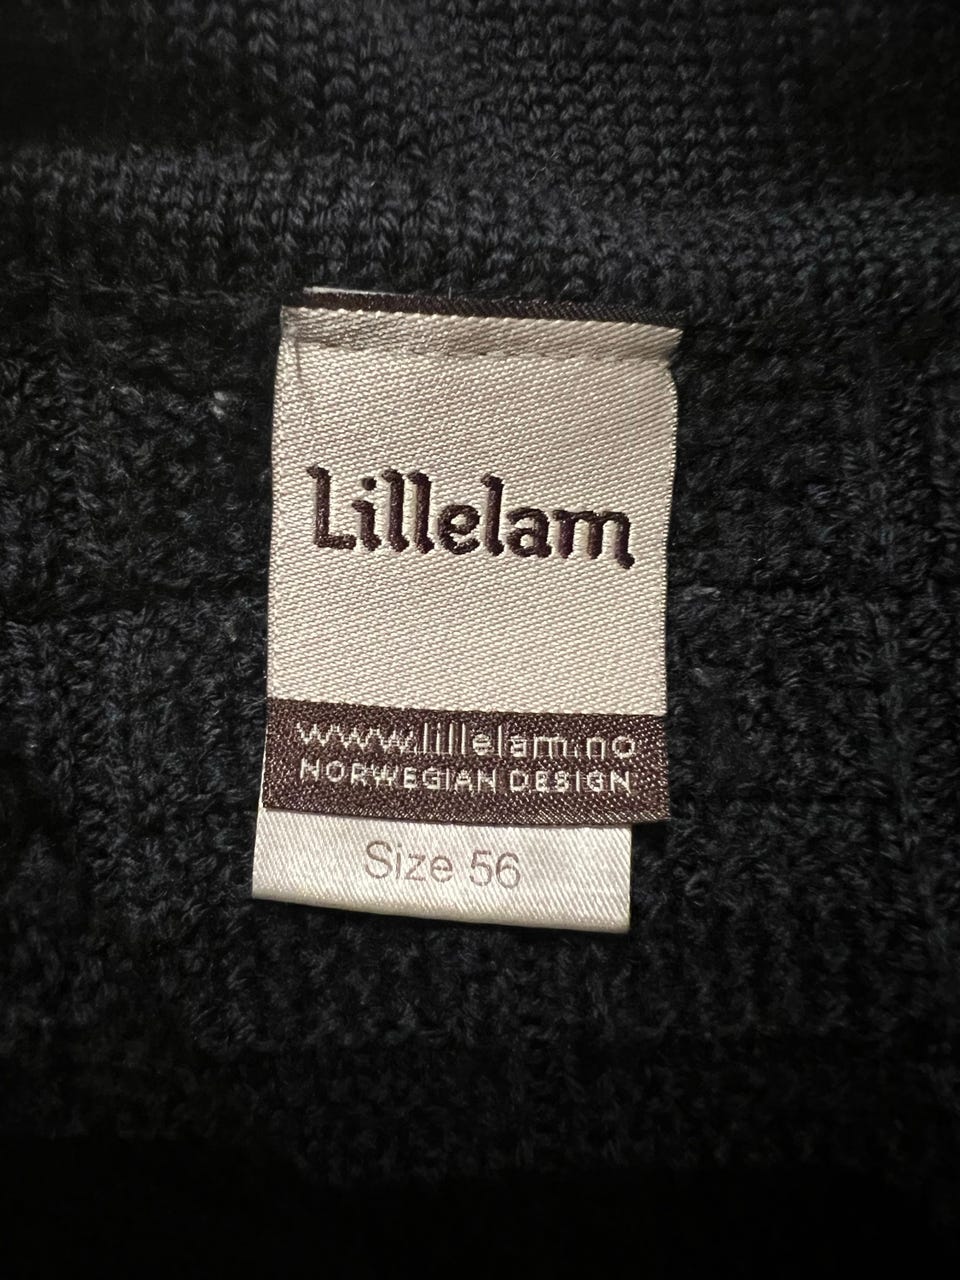 Lillelam
www.lillelam.no
NORWEGIAN DESIGN
Size 56